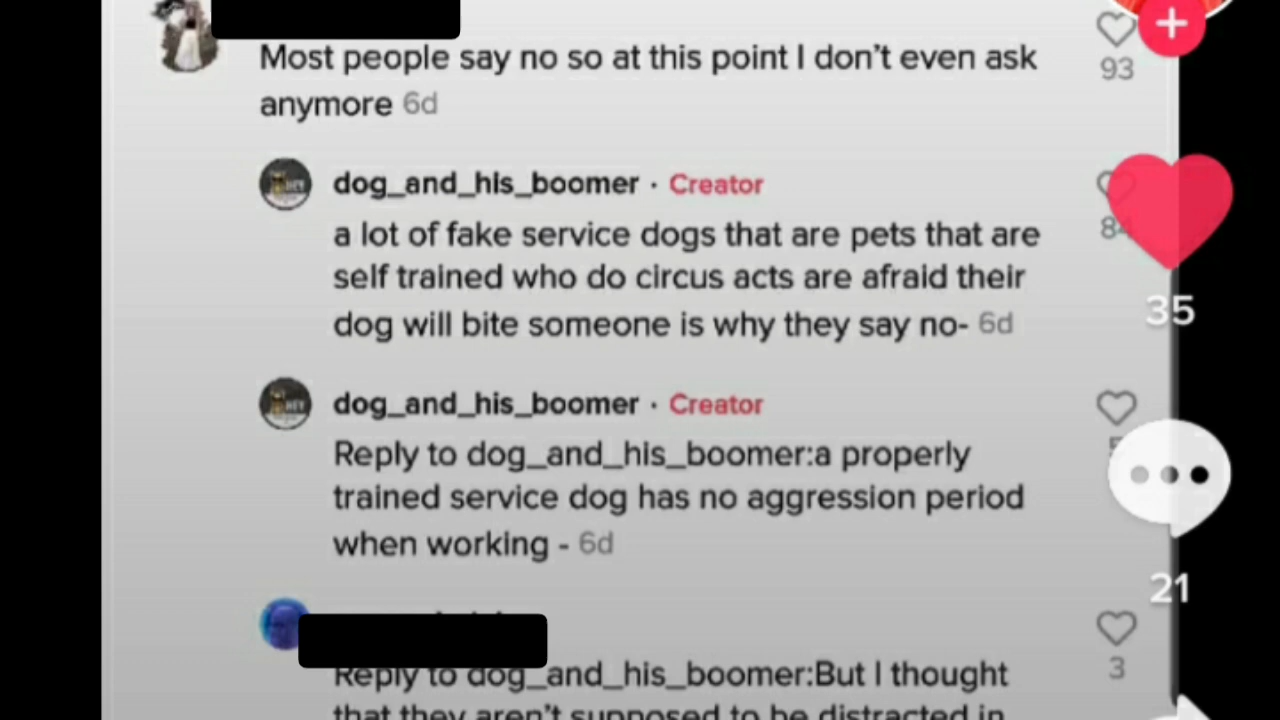 Most people say no so at this point I don't even ask
anymore 6d
93
dog_and_his_boomer · Creator
a lot of fake service dogs that are pets that are
self trained who do circus acts are afraid their
dog will bite someone is why they say no- 6d
84
35
dog_and_his_boomer · Creator
Reply to dog_and_his_boomer:a properly
trained service dog has no aggression period
when working - 6d
21
Reply to dog_and_his_boomer:But I thought
that they aren't supposed to be distracted in
3